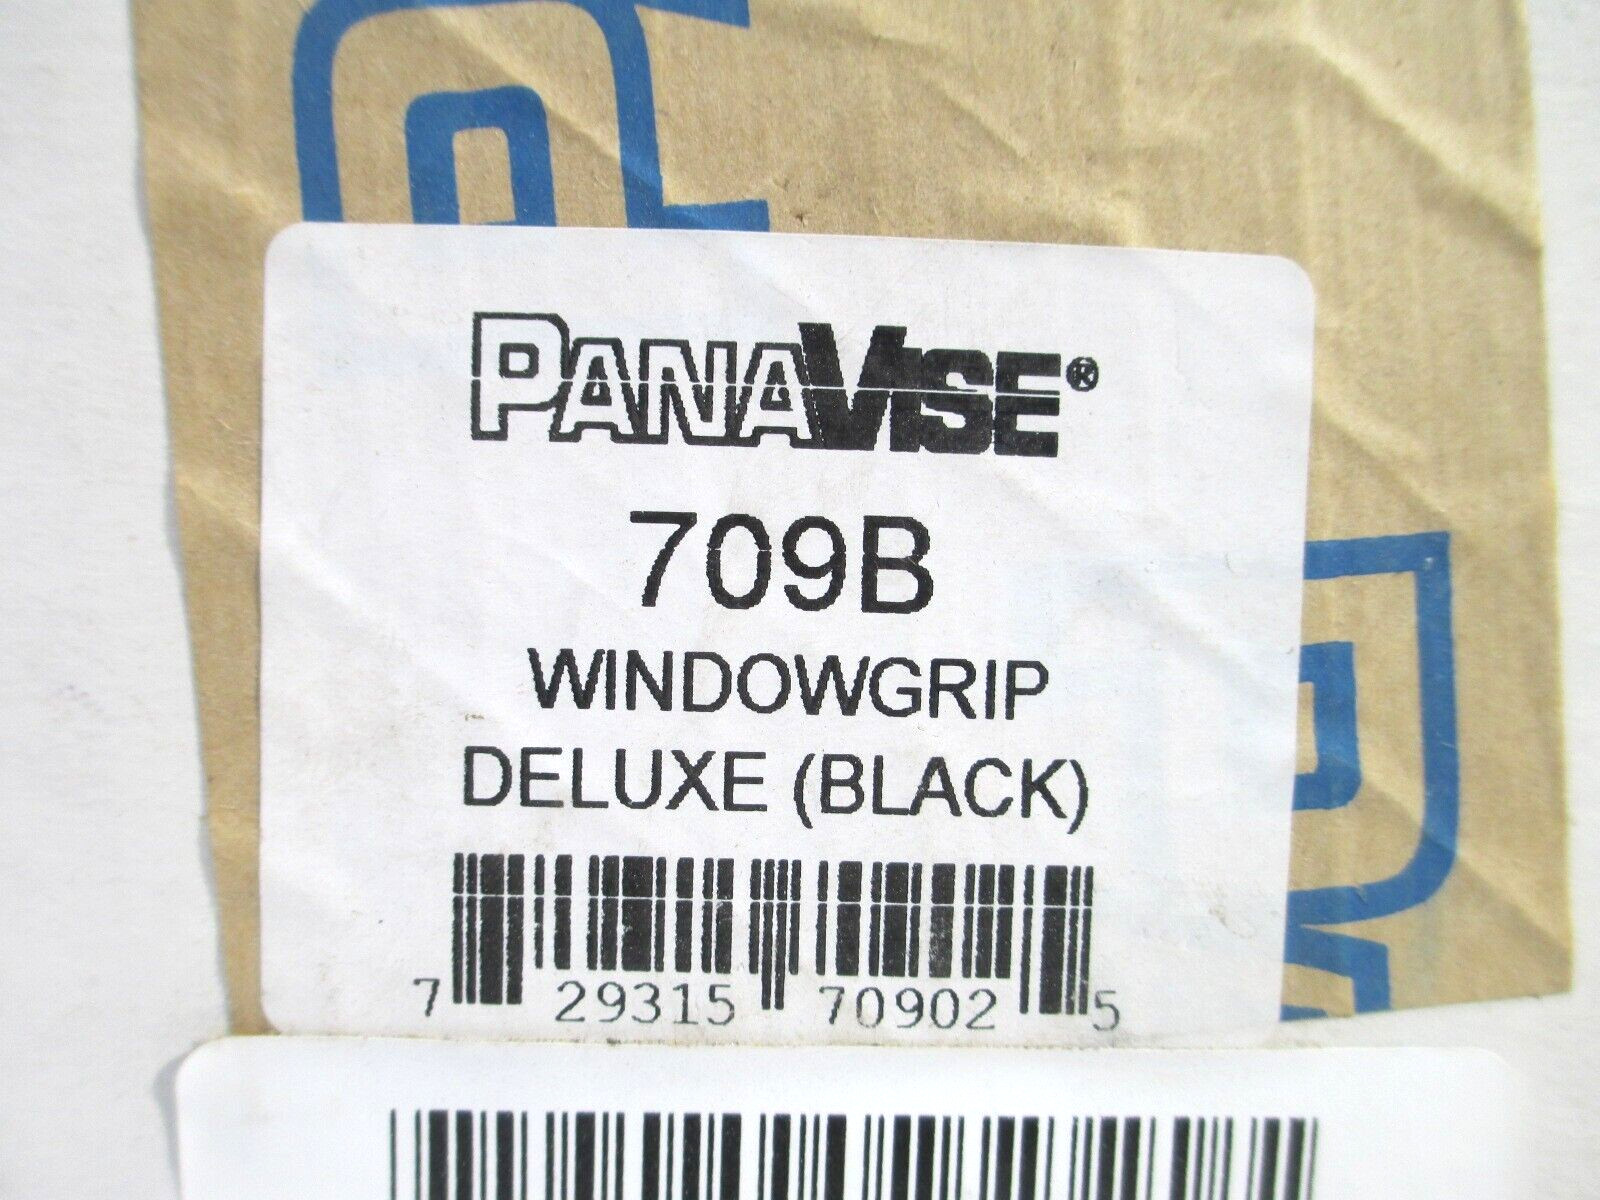 PANAVISE®
709B
WINDOWGRIP
DELUXE (BLACK)
7 29315 70902 5